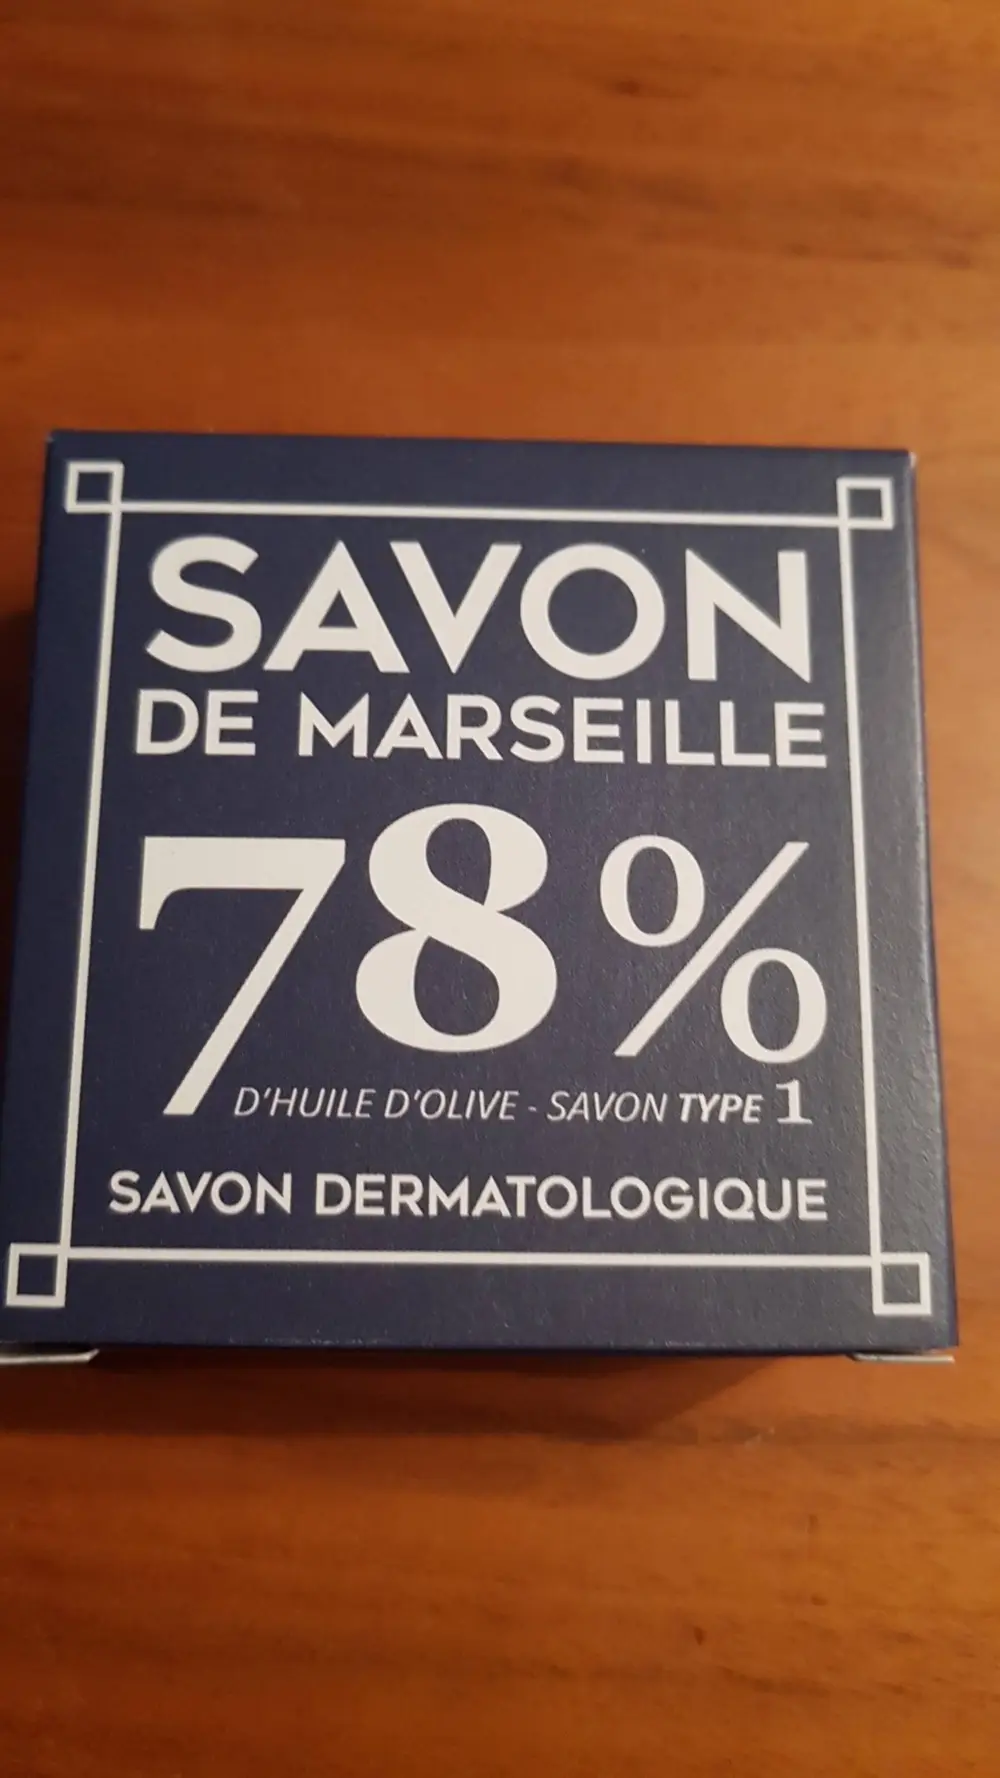 SAVON
DE MARSEILLE
78%
D'HUILE D'OLIVE - SAVON TYPE 1
SAVON DERMATOLOGIQUE